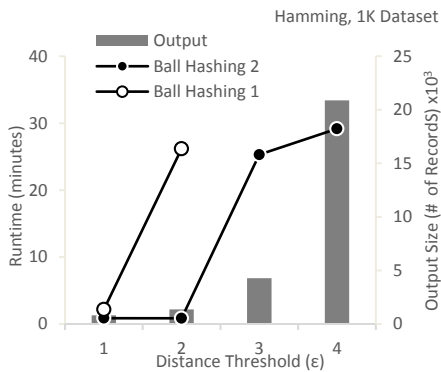 Hamming, 1K Dataset
Output
Ball Hashing 2
Ball Hashing 1
40
30
20
10
0
Runtime (minutes)
25
20
15
10
5
0
Output Size (# of RecordS) x10³
1 2 3 4
Distance Threshold (ε)